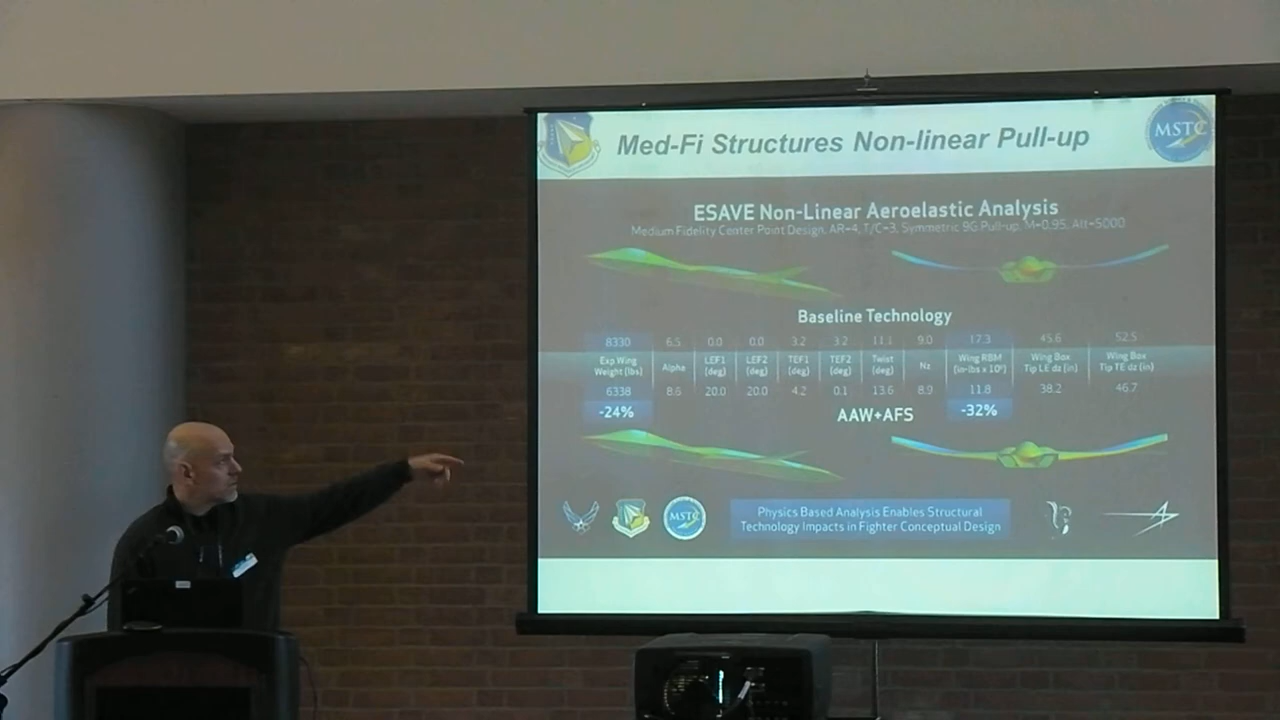 Med-Fi Structures Non-linear Pull-up
MSTC
ESAVE Non-Linear Aeroelastic Analysis
Medium Fidelity Center Point Design, AR=4, T/C=3, Symmetric 9G Pull-up, M=0.95, Alt=5000
Baseline Technology
8330 6.5 0.0 0.0 3.2 3.2 11.1 9.0 17.3 45.6 52.5
Exp Wing LEF1 LEF2 TEF1 TEF2 Twist Wing RBM Wing Box Wing Box
Weight (lbs) Alpha (deg) (deg) (deg) (deg) (deg) Nz (in-lbs x 10⁶) Tip LE dz (in) Tip TE dz (in)
6338 8.6 20.0 20.0 4.2 0.1 13.6 8.9 11.8 38.2 46.7
-24% AAW+AFS -32%
MSTC
Physics Based Analysis Enables Structural
Technology Impacts in Fighter Conceptual Design